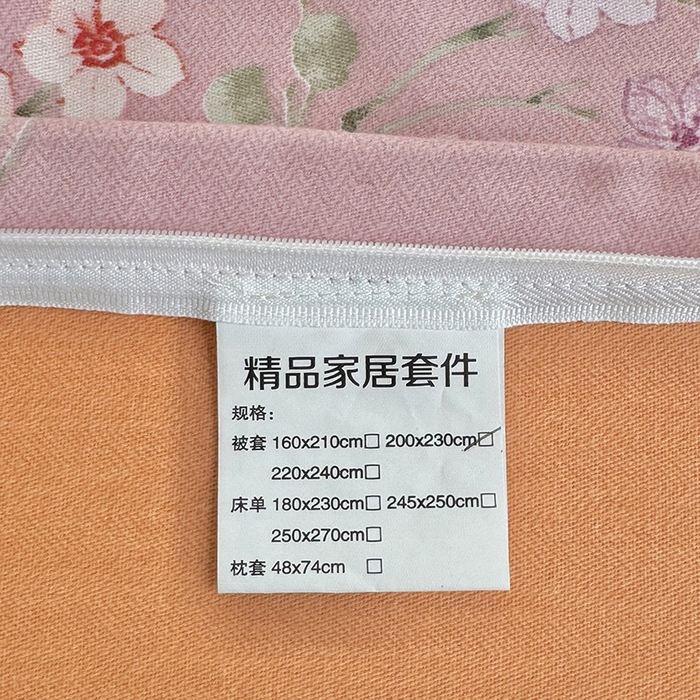 精品家居套件
规格：
被套 160x210cm□ 200x230cm□
220x240cm□
床单 180x230cm□ 245x250cm□
250x270cm□
枕套 48x74cm □